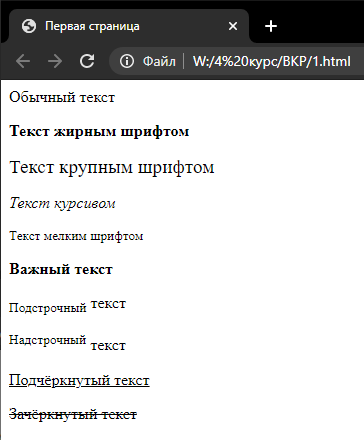 Первая страница
Файл W:/4%20курс/ВКР/1.html
Обычный текст
Текст жирным шрифтом
Текст крупным шрифтом
Текст курсивом
Текст мелким шрифтом
Важный текст
Подстрочный текст
Надстрочный текст
Подчёркнутый текст
Зачёркнутый текст